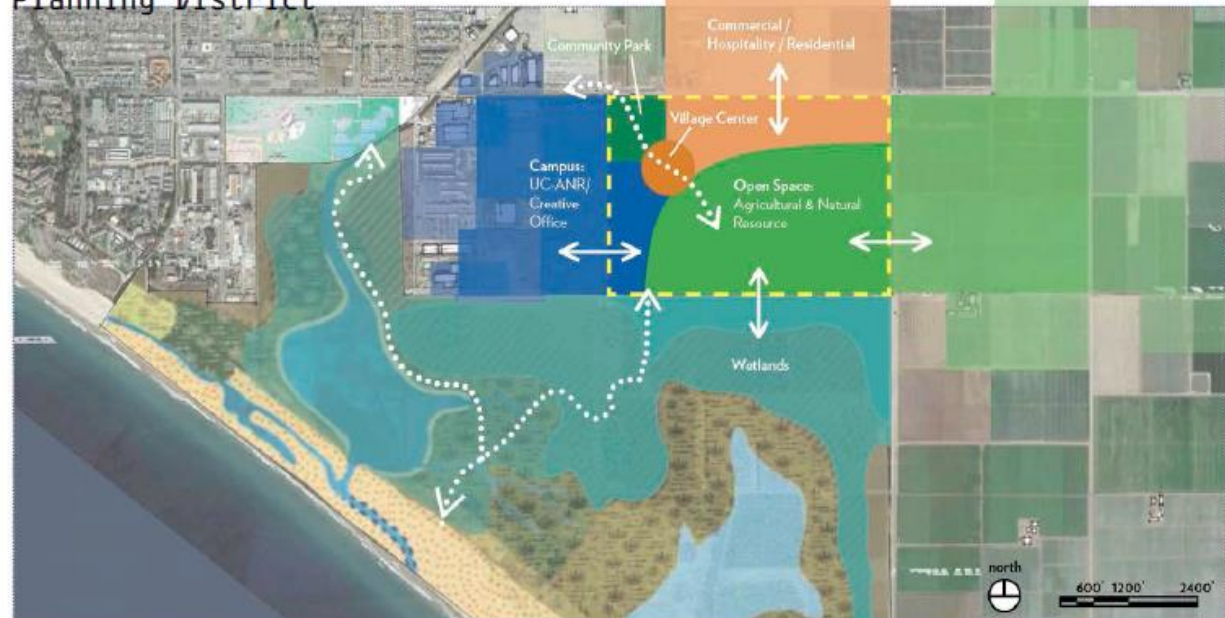 Planning District
Commercial /
Hospitality / Residential
Community Park
Village Center
Campus:
UC-ANR/
Creative
Office
Open Space:
Agricultural & Natural
Resource
Wetlands
north
600' 1200' 2400'